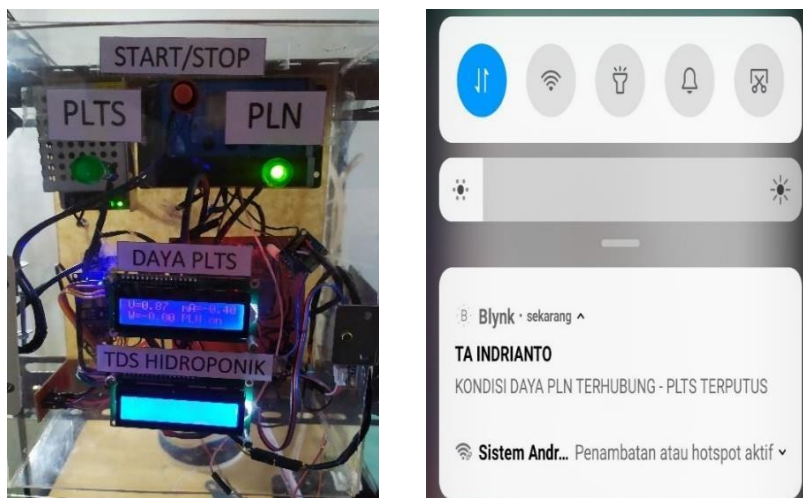 START/STOP
PLTS
PLN
DAYA PLTS
V=0.87 mA=-0.40
W=-0.00 PLN on
TDS HIDROPONIK
B Blynk · sekarang
TA INDRIANTO
KONDISI DAYA PLN TERHUBUNG - PLTS TERPUTUS
Sistem Andr... Penambatan atau hotspot aktif